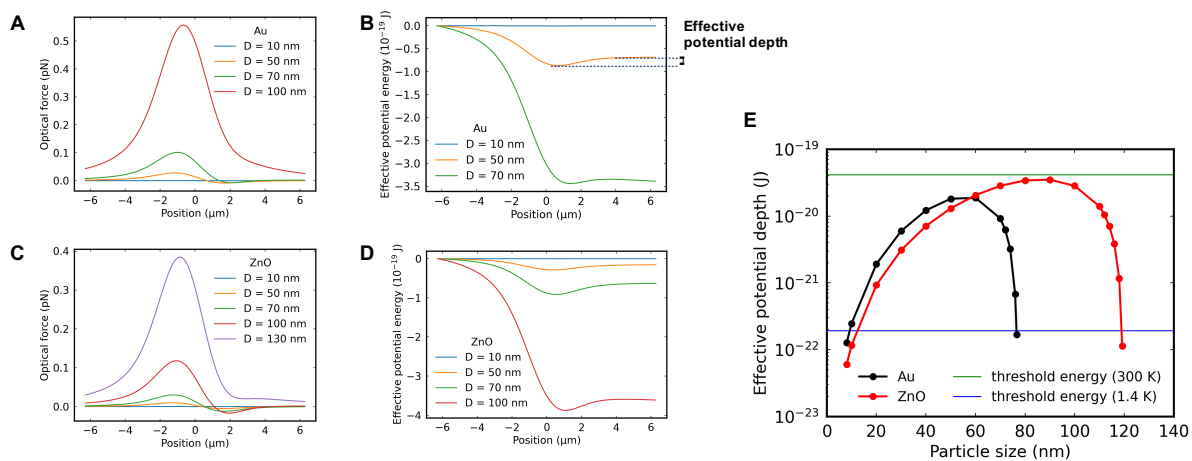 A
Au
D = 10 nm
D = 50 nm
D = 70 nm
D = 100 nm
Optical force (pN)
0.5
0.4
0.3
0.2
0.1
0.0
−6 −4 −2 0 2 4 6
Position (μm)
B
Effective potential energy (10⁻¹⁹ J)
0.0
−0.5
−1.0
−1.5
−2.0
−2.5
−3.0
−3.5
Au
D = 10 nm
D = 50 nm
D = 70 nm
−6 −4 −2 0 2 4 6
Position (μm)
Effective
potential depth
C
ZnO
D = 10 nm
D = 50 nm
D = 70 nm
D = 100 nm
D = 130 nm
Optical force (pN)
0.4
0.3
0.2
0.1
0.0
−6 −4 −2 0 2 4 6
Position (μm)
D
Effective potential energy (10⁻¹⁹ J)
0
−1
−2
−3
−4
ZnO
D = 10 nm
D = 50 nm
D = 70 nm
D = 100 nm
−6 −4 −2 0 2 4 6
Position (μm)
E
Effective potential depth (J)
10⁻¹⁹
10⁻²⁰
10⁻²¹
10⁻²²
10⁻²³
Au
ZnO
threshold energy (300 K)
threshold energy (1.4 K)
0 20 40 60 80 100 120 140
Particle size (nm)